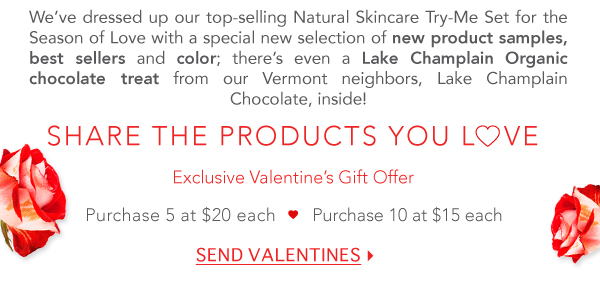 We've dressed up our top-selling Natural Skincare Try-Me Set for the
Season of Love with a special new selection of new product samples,
best sellers and color; there's even a Lake Champlain Organic
chocolate treat from our Vermont neighbors, Lake Champlain
Chocolate, inside!
SHARE THE PRODUCTS YOU L♡VE
Exclusive Valentine's Gift Offer
Purchase 5 at $20 each ♥ Purchase 10 at $15 each
SEND VALENTINES